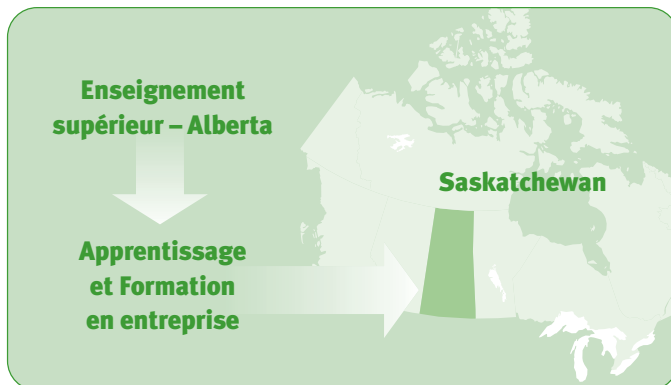 Enseignement
supérieur – Alberta
Saskatchewan
Apprentissage
et Formation
en entreprise